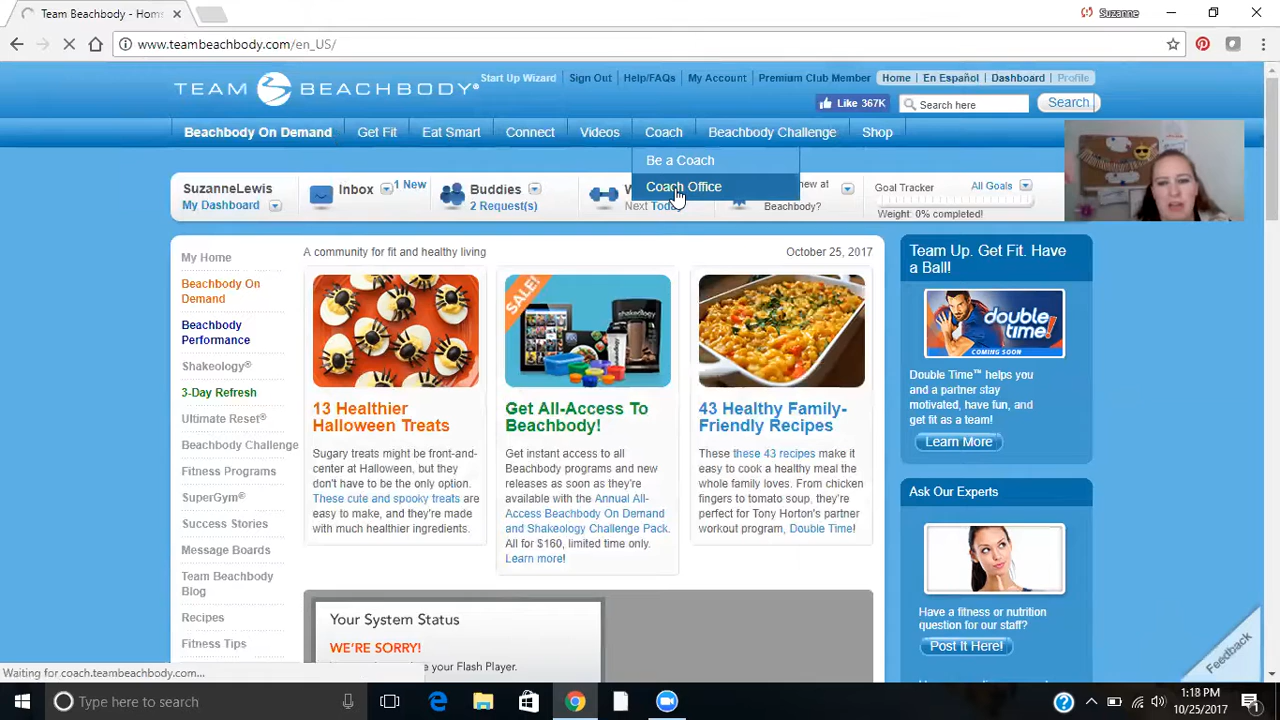 Team Beachbody - Hom
Suzanne
www.teambeachbody.com/en_US/
TEAM BEACHBODY®
Start Up Wizard
Sign Out
Help/FAQs
My Account
Premium Club Member
Home
En Español
Dashboard
Profile
Like 367K
Search here
Search
Beachbody On Demand
Get Fit
Eat Smart
Connect
Videos
Coach
Beachbody Challenge
Shop
Be a Coach
Coach Office
SuzanneLewis
My Dashboard
Inbox
1 New
Buddies
2 Request(s)
Next Today
new at
Beachbody?
Goal Tracker
All Goals
Weight: 0% completed!
My Home
Beachbody On
Demand
Beachbody
Performance
Shakeology®
3-Day Refresh
Ultimate Reset®
Beachbody Challenge
Fitness Programs
SuperGym®
Success Stories
Message Boards
Team Beachbody
Blog
Recipes
Fitness Tips
A community for fit and healthy living
October 25, 2017
13 Healthier
Halloween Treats
Sugary treats might be front-and-
center at Halloween, but they
don't have to be the only option.
These cute and spooky treats are
easy to make, and they're made
with much healthier ingredients.
SALE!
Get All-Access To
Beachbody!
Get instant access to all
Beachbody programs and new
releases as soon as they're
available with the Annual All-
Access Beachbody On Demand
and Shakeology Challenge Pack.
All for $160, limited time only.
Learn more!
43 Healthy Family-
Friendly Recipes
These these 43 recipes make it
easy to cook a healthy meal the
whole family loves. From chicken
fingers to tomato soup, they're
perfect for Tony Horton's partner
workout program, Double Time!
Team Up. Get Fit. Have
a Ball!
double
time!
COMING SOON
Double Time™ helps you
and a partner stay
motivated, have fun, and
get fit as a team!
Learn More
Ask Our Experts
Have a fitness or nutrition
question for our staff?
Post It Here!
Feedback
Your System Status
WE'RE SORRY!
your Flash Player.
Waiting for coach.teambeachbody.com...
Type here to search
1:18 PM
10/25/2017